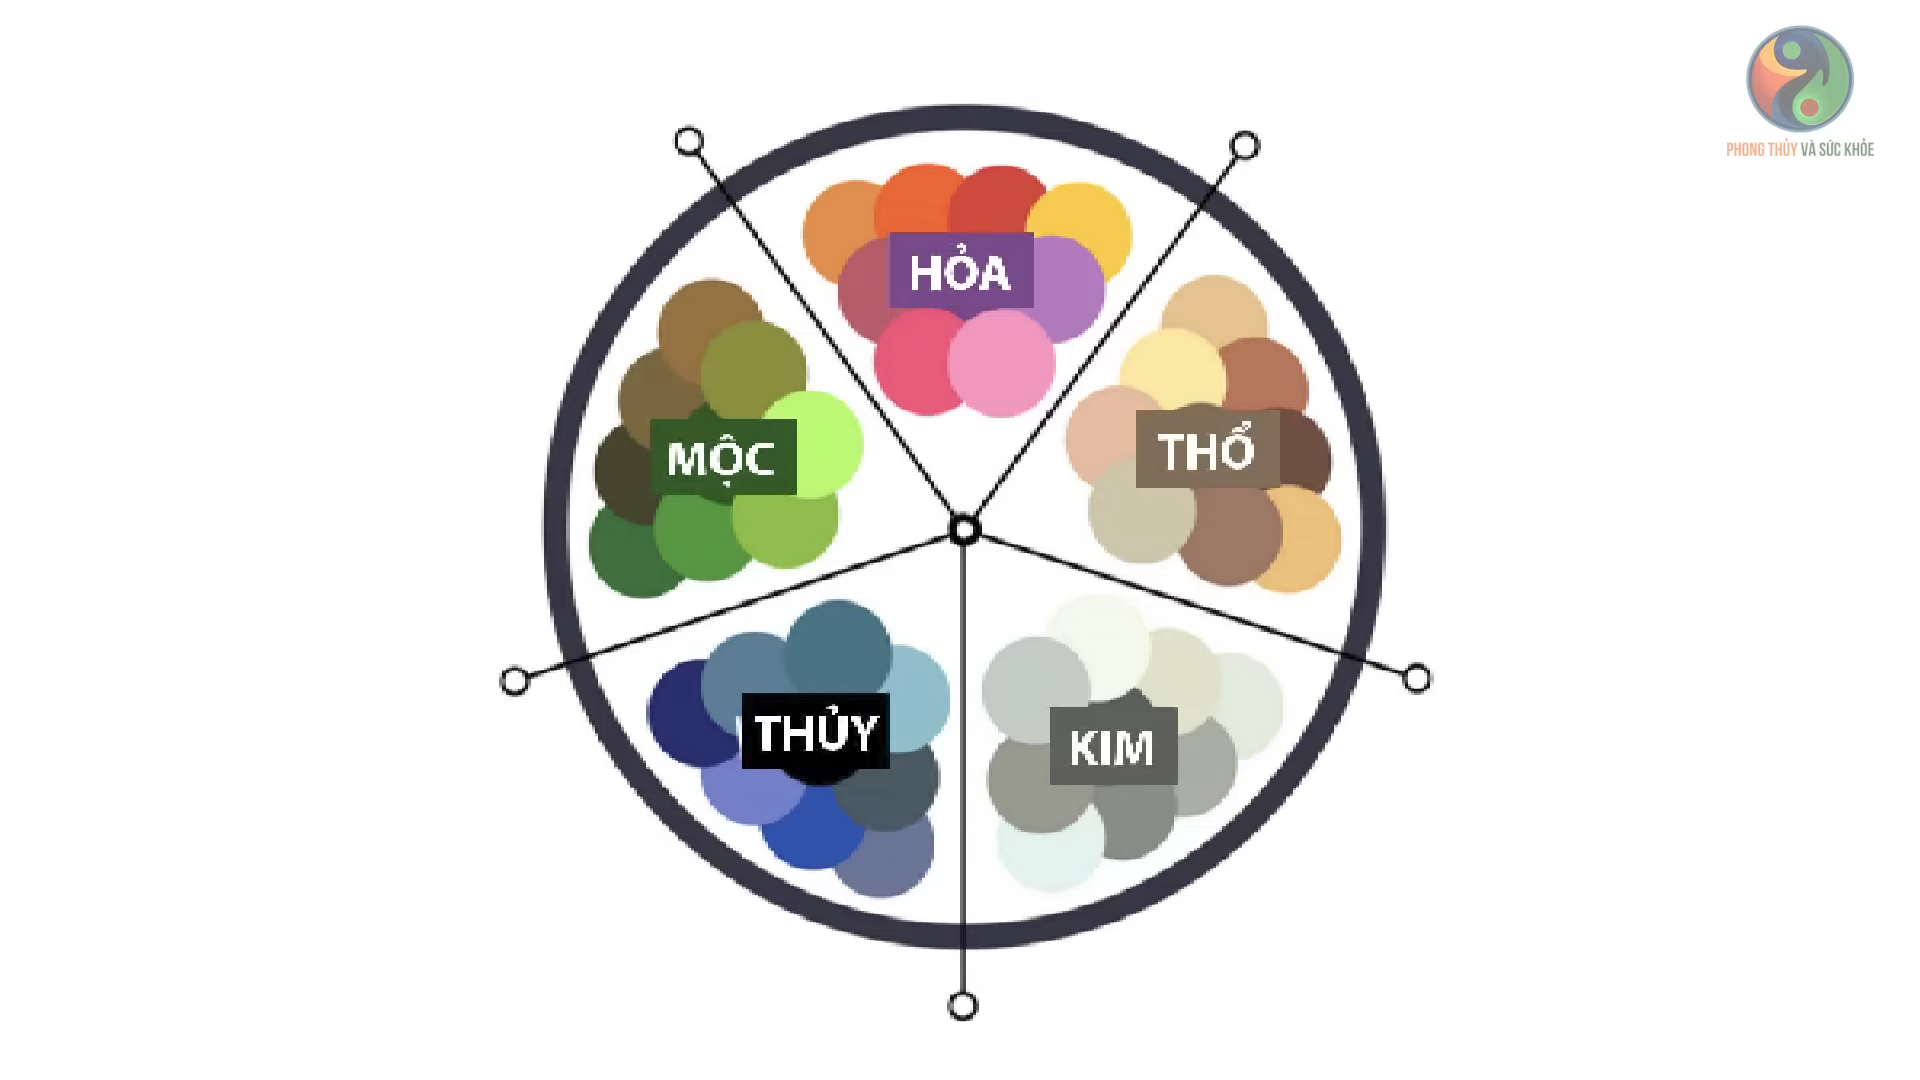 PHONG THỦY VÀ SỨC KHỎE
HỎA
MỘC
THỔ
THỦY
KIM